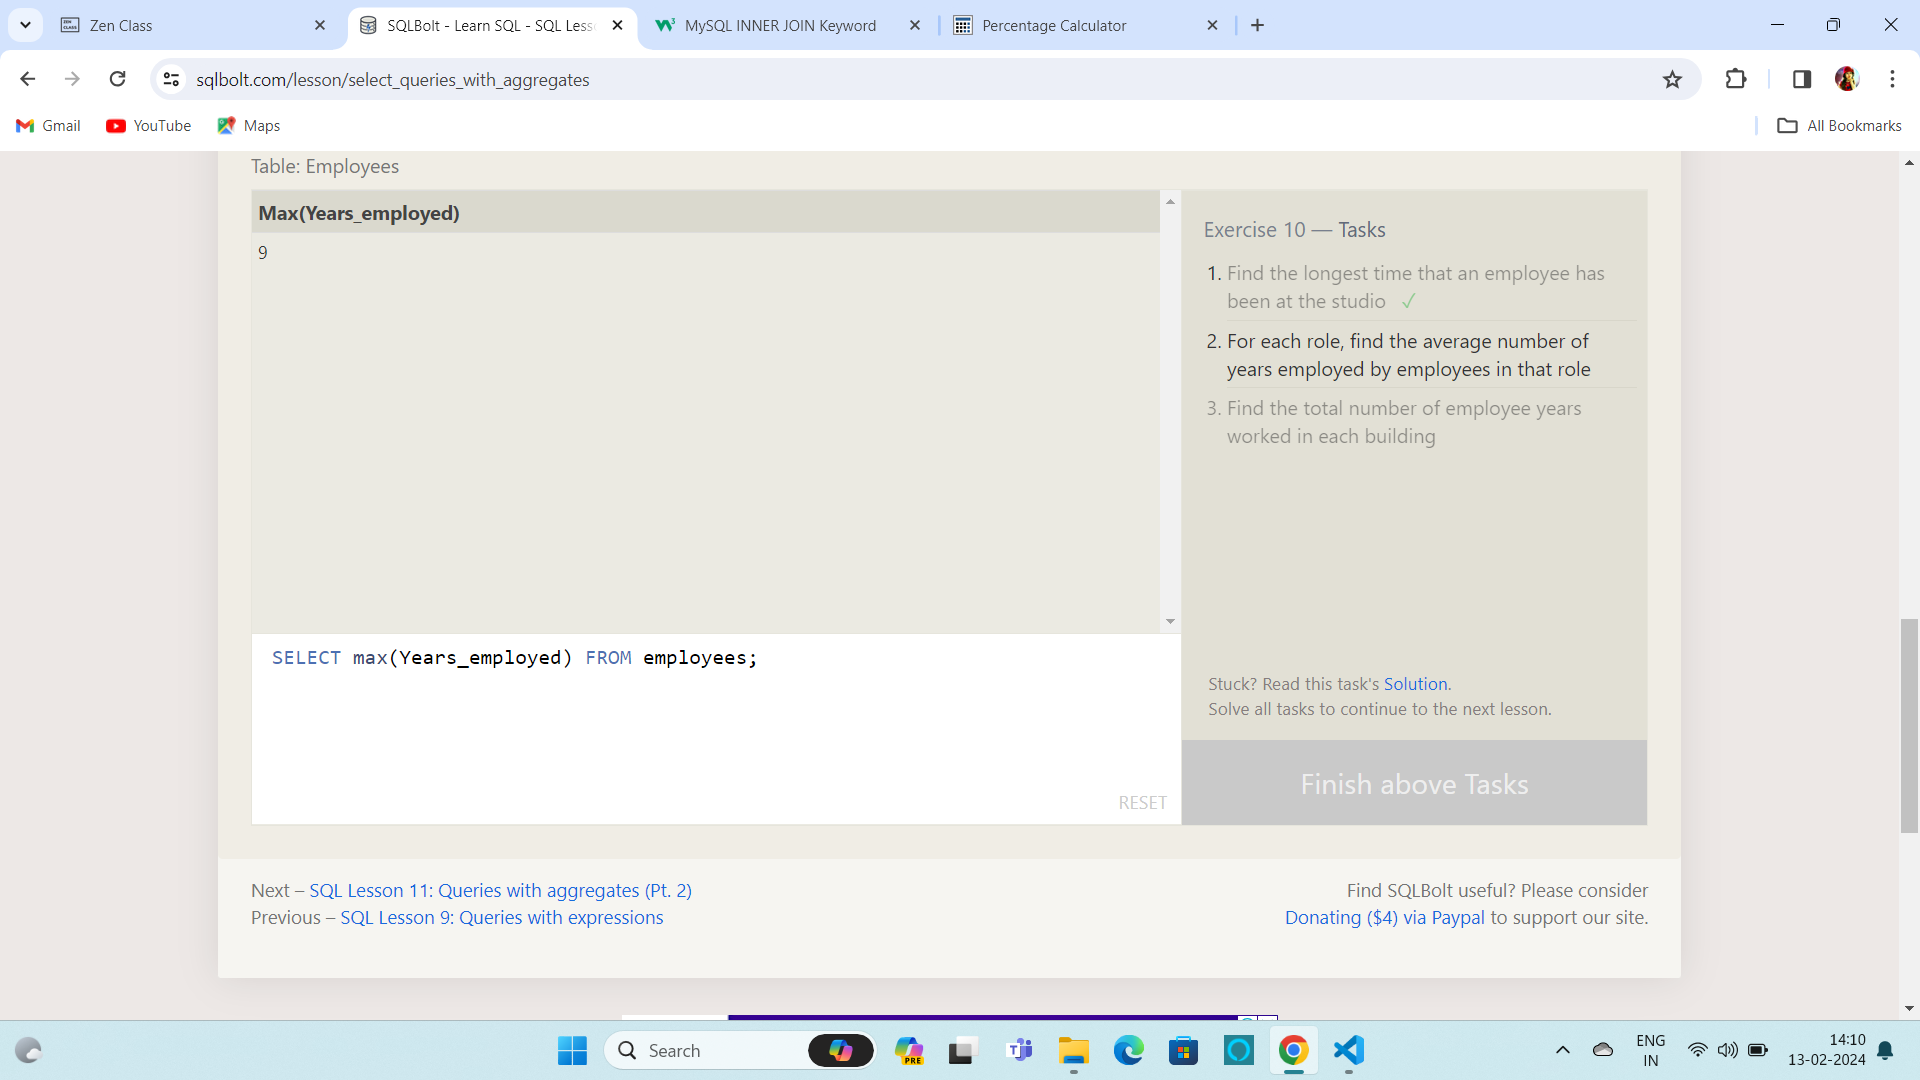 Zen Class
SQLBolt - Learn SQL - SQL Less
MySQL INNER JOIN Keyword
Percentage Calculator
sqlbolt.com/lesson/select_queries_with_aggregates
Gmail
YouTube
Maps
All Bookmarks
Table: Employees
Max(Years_employed)
9
Exercise 10 — Tasks
1. Find the longest time that an employee has
been at the studio ✓
2. For each role, find the average number of
years employed by employees in that role
3. Find the total number of employee years
worked in each building
SELECT max(Years_employed) FROM employees;
RESET
Stuck? Read this task's Solution.
Solve all tasks to continue to the next lesson.
Finish above Tasks
Next – SQL Lesson 11: Queries with aggregates (Pt. 2)
Previous – SQL Lesson 9: Queries with expressions
Find SQLBolt useful? Please consider
Donating ($4) via Paypal to support our site.
Search
PRE
ENG
IN
14:10
13-02-2024